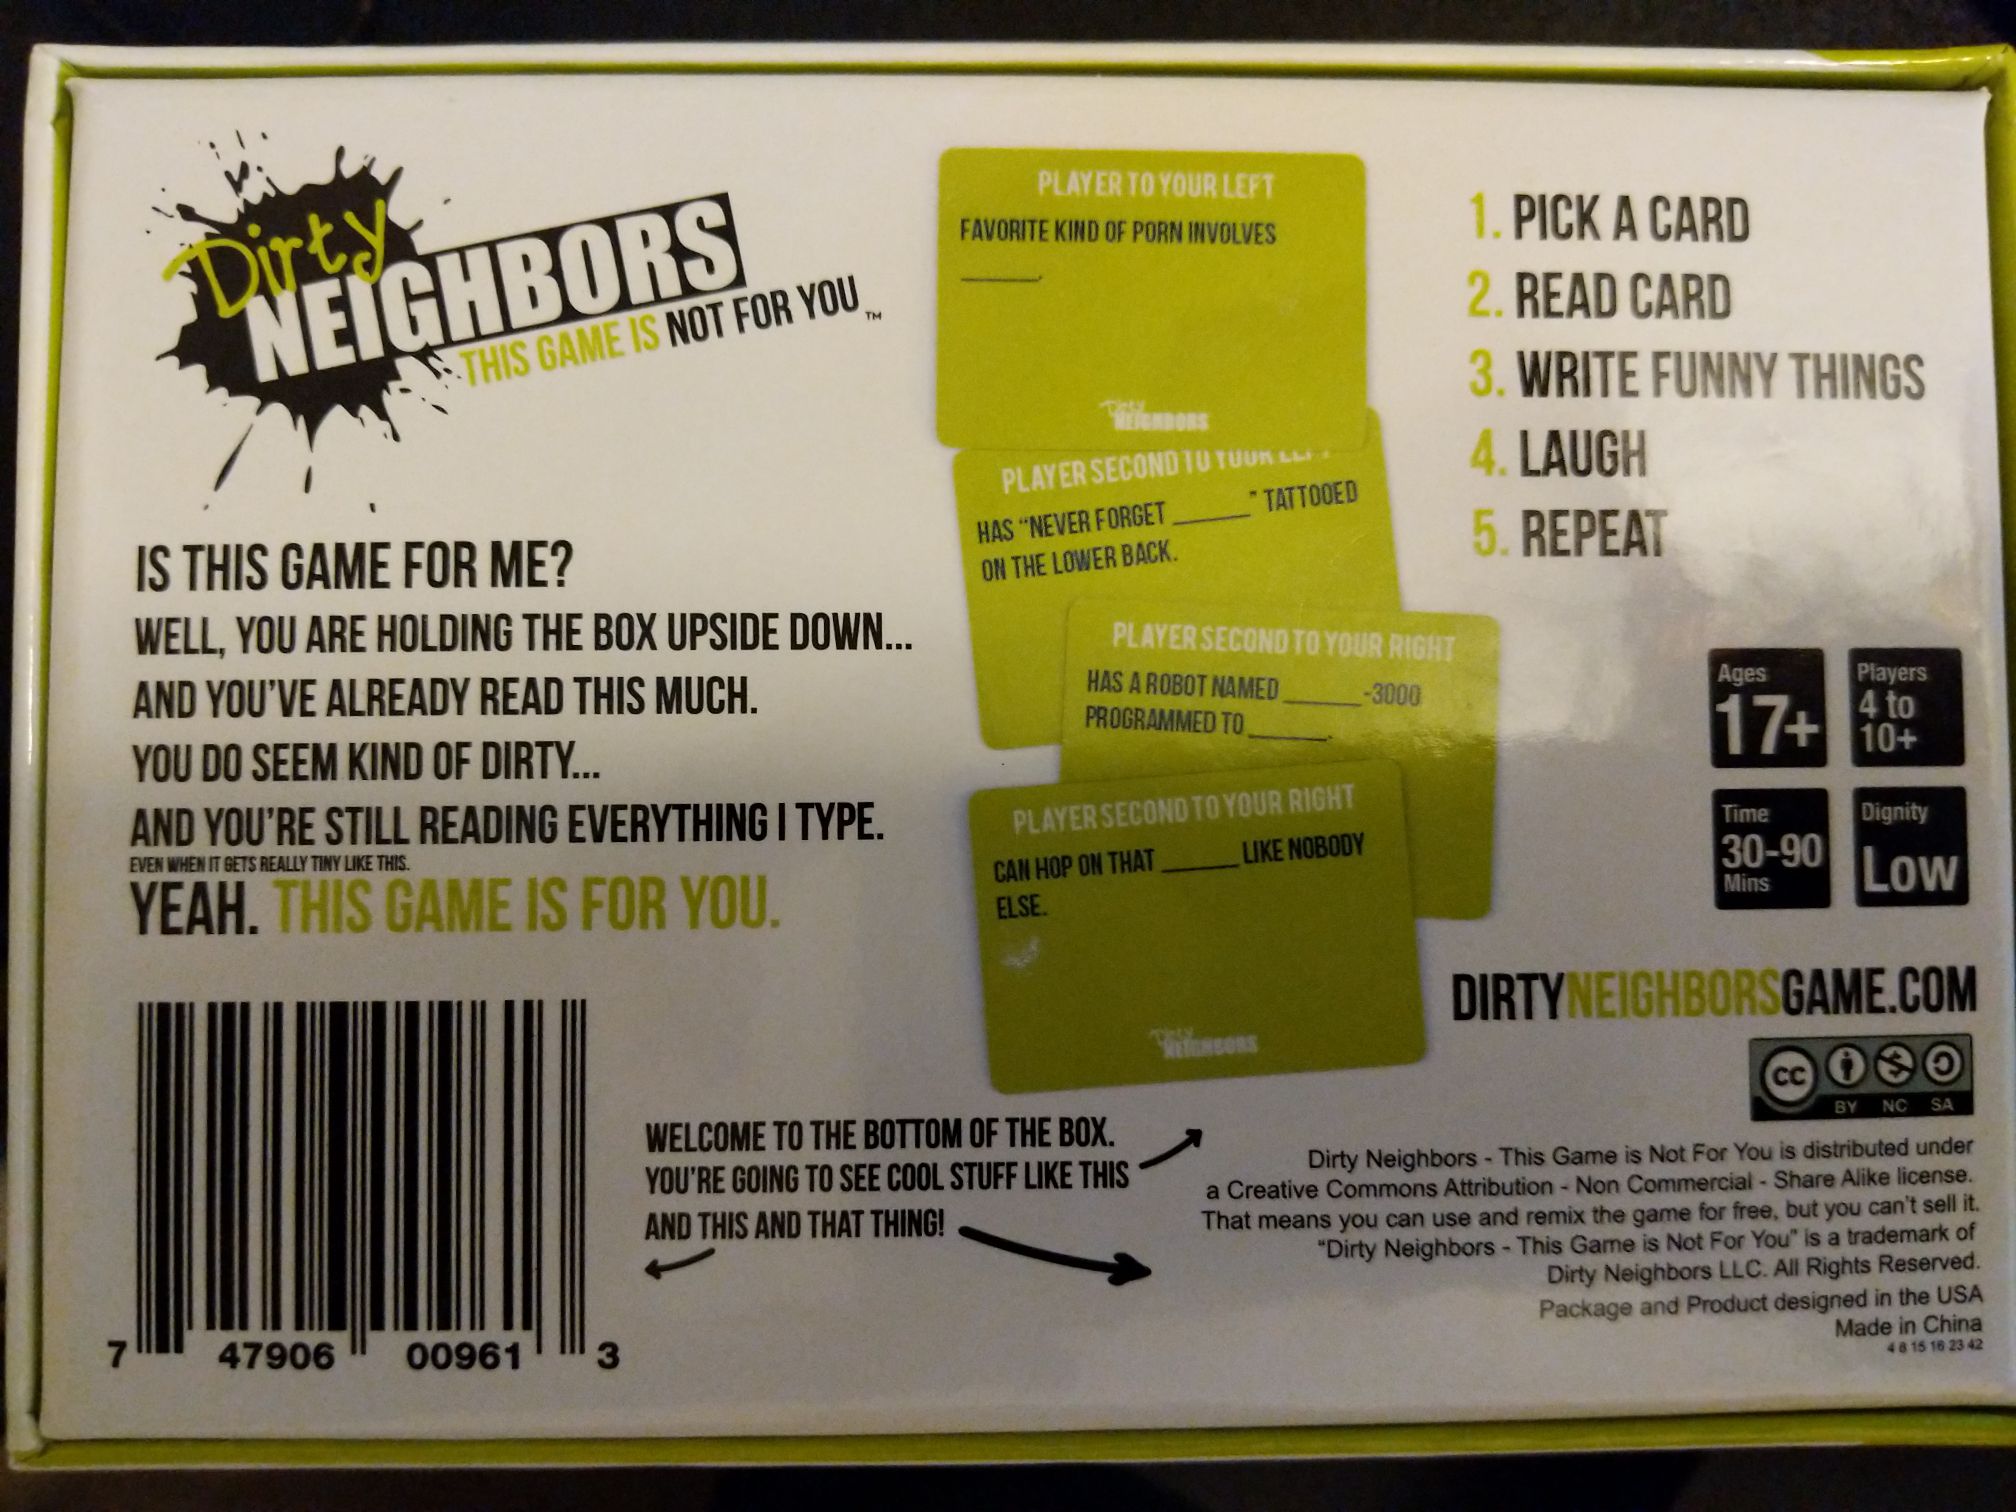 Dirty
NEIGHBORS
THIS GAME IS NOT FOR YOU™
IS THIS GAME FOR ME?
WELL, YOU ARE HOLDING THE BOX UPSIDE DOWN...
AND YOU'VE ALREADY READ THIS MUCH.
YOU DO SEEM KIND OF DIRTY...
AND YOU'RE STILL READING EVERYTHING I TYPE.
EVEN WHEN IT GETS REALLY TINY LIKE THIS.
YEAH. THIS GAME IS FOR YOU.
7 47906 00961 3
WELCOME TO THE BOTTOM OF THE BOX.
YOU'RE GOING TO SEE COOL STUFF LIKE THIS
AND THIS AND THAT THING!
PLAYER TO YOUR LEFT
FAVORITE KIND OF PORN INVOLVES
______.
Dirty
NEIGHBORS
PLAYER SECOND TO YOUR LEFT
HAS "NEVER FORGET ______" TATTOOED
ON THE LOWER BACK.
PLAYER SECOND TO YOUR RIGHT
HAS A ROBOT NAMED ______-3000
PROGRAMMED TO ______.
PLAYER SECOND TO YOUR RIGHT
CAN HOP ON THAT ______ LIKE NOBODY
ELSE.
Dirty
NEIGHBORS
1. PICK A CARD
2. READ CARD
3. WRITE FUNNY THINGS
4. LAUGH
5. REPEAT
Ages
17+
Players
4 to
10+
Time
30-90
Mins
Dignity
Low
DIRTYNEIGHBORSGAME.COM
CC
BY NC SA
Dirty Neighbors - This Game is Not For You is distributed under
a Creative Commons Attribution - Non Commercial - Share Alike license.
That means you can use and remix the game for free, but you can't sell it.
"Dirty Neighbors - This Game is Not For You" is a trademark of
Dirty Neighbors LLC. All Rights Reserved.
Package and Product designed in the USA
Made in China
4 8 15 16 23 42